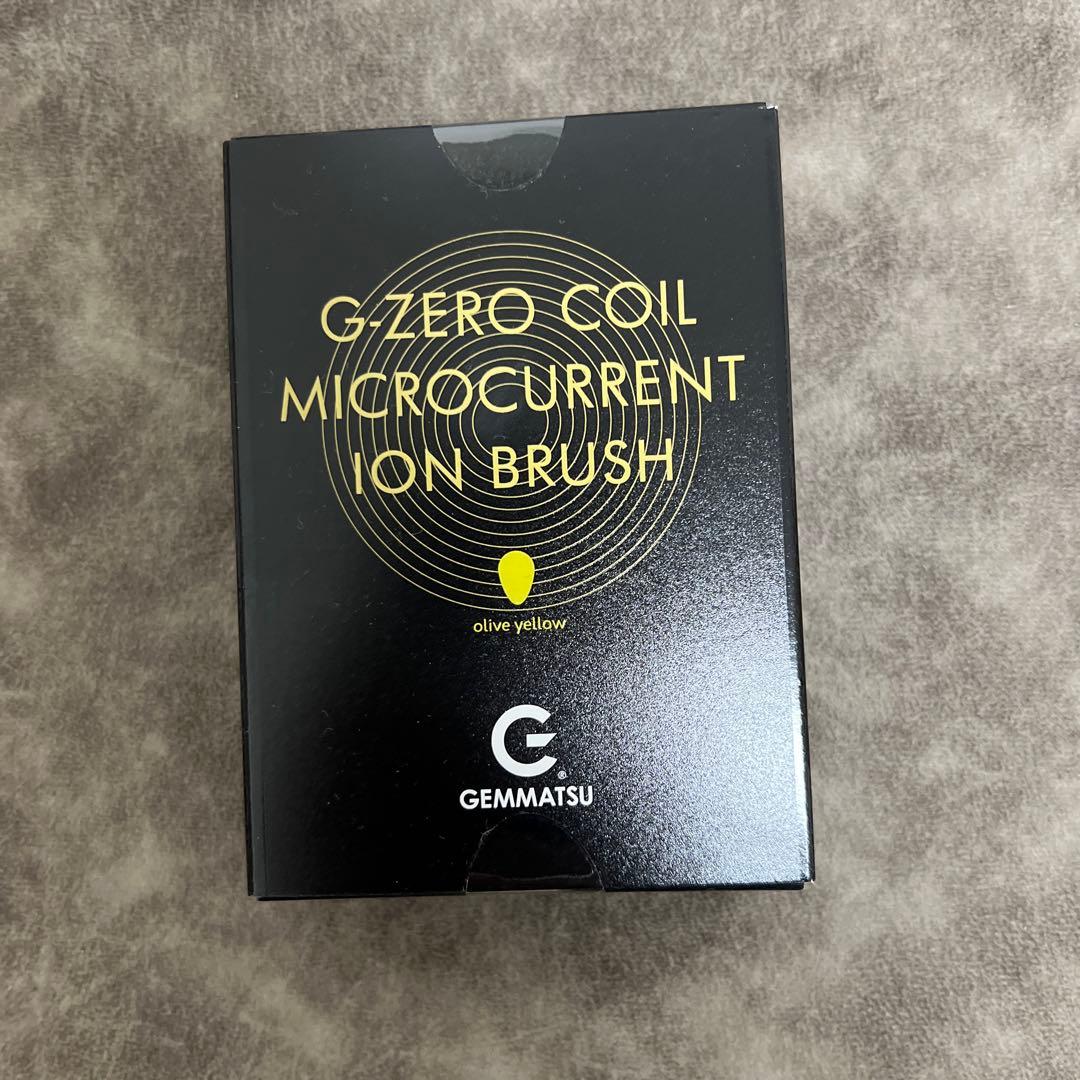 G-ZERO COIL
MICROCURRENT
ION BRUSH
olive yellow
G®
GEMMATSU